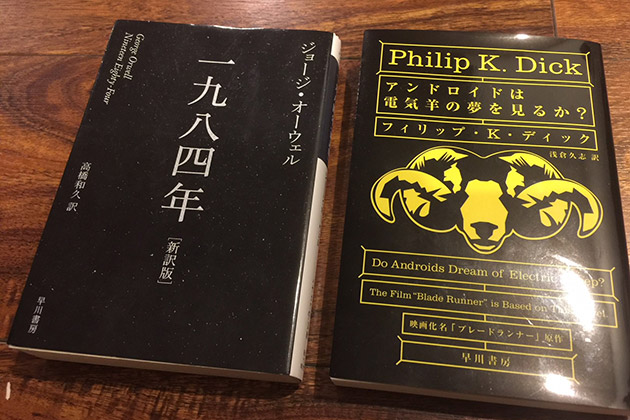 ジョージ・オーウェル
一九八四年
[新訳版]
George Orwell
Nineteen Eighty-Four
高橋和久 訳
早川書房
Philip K. Dick
アンドロイドは
電気羊の夢を見るか?
フィリップ・K・ディック
浅倉久志 訳
Do Androids Dream of Electric
The Film “Blade Runner” is Based on
映画化名「ブレードランナー」原作
早川書房